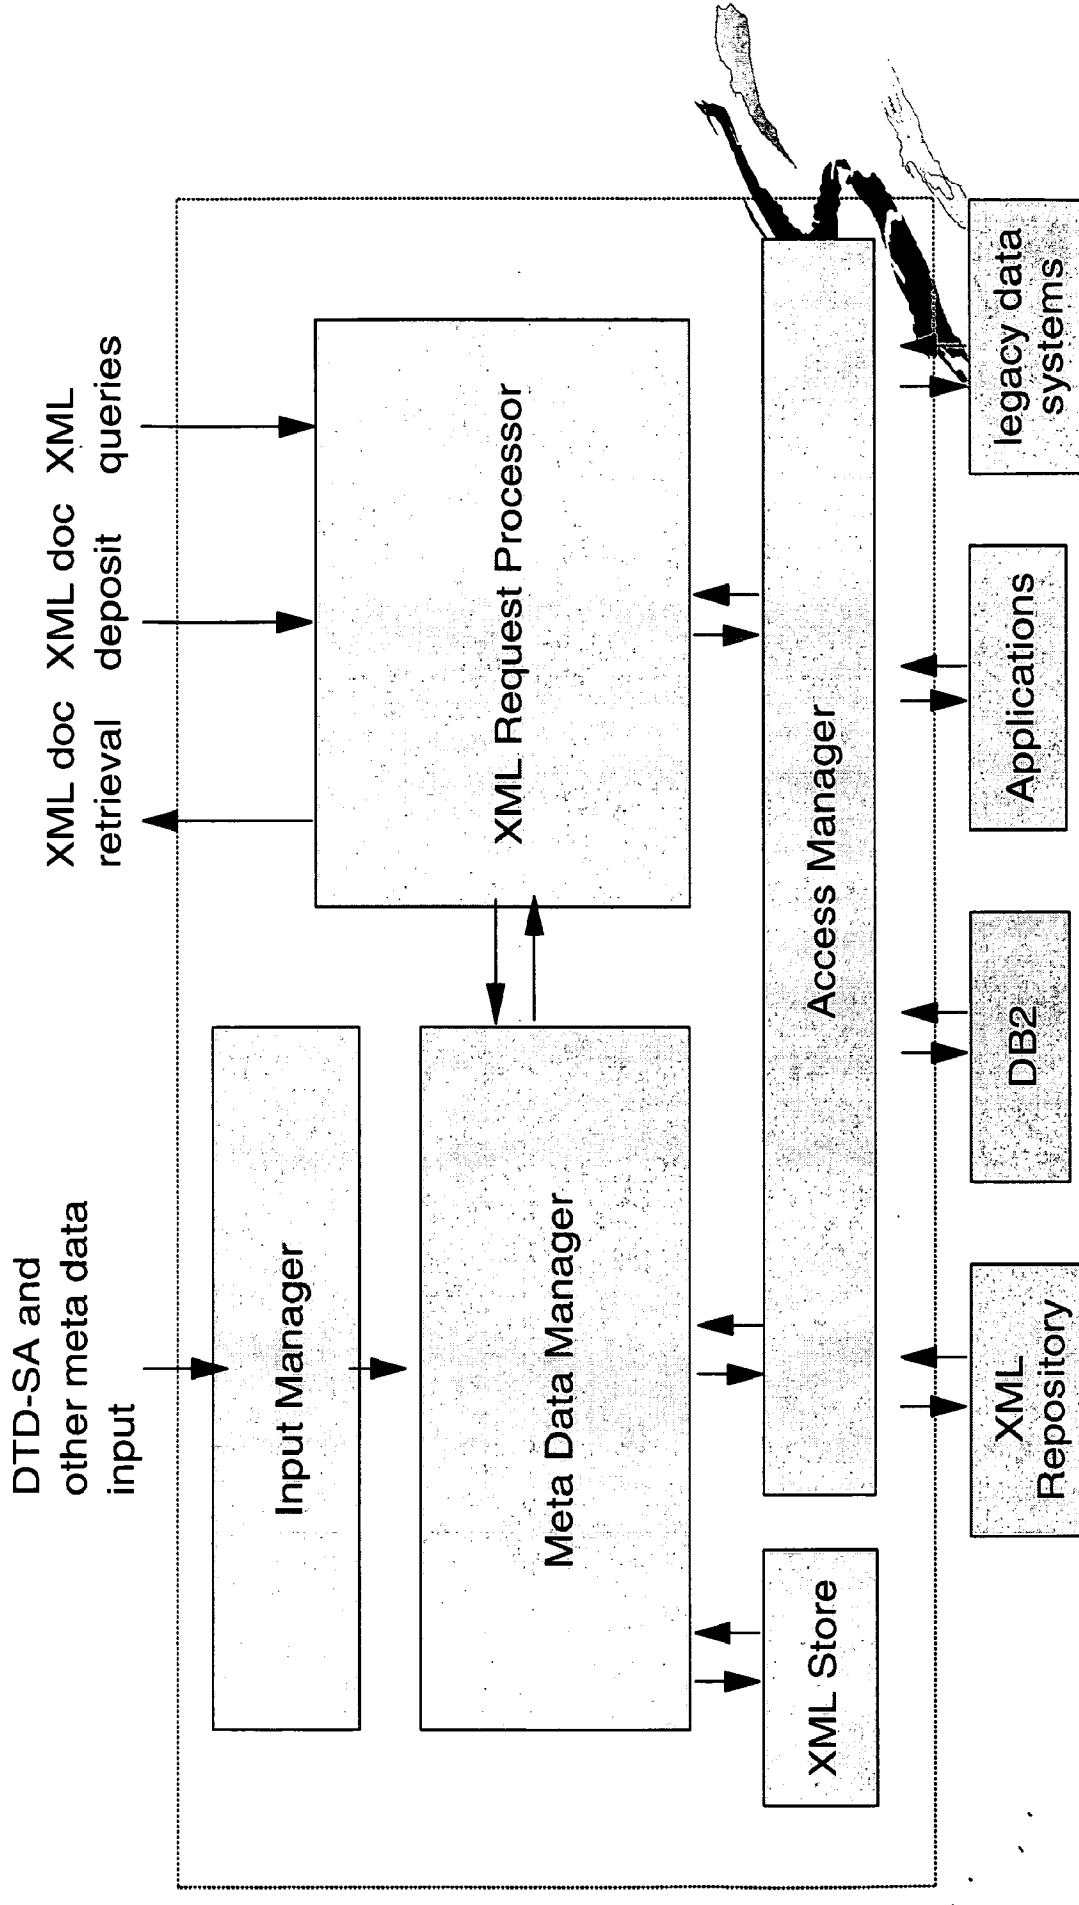 DTD-SA and
other meta data
input
XML doc
retrieval
XML doc
deposit
XML
queries
Input Manager
Meta Data Manager
XML Request Processor
XML Store
Access Manager
XML
Repository
DB2
Applications
legacy data
systems